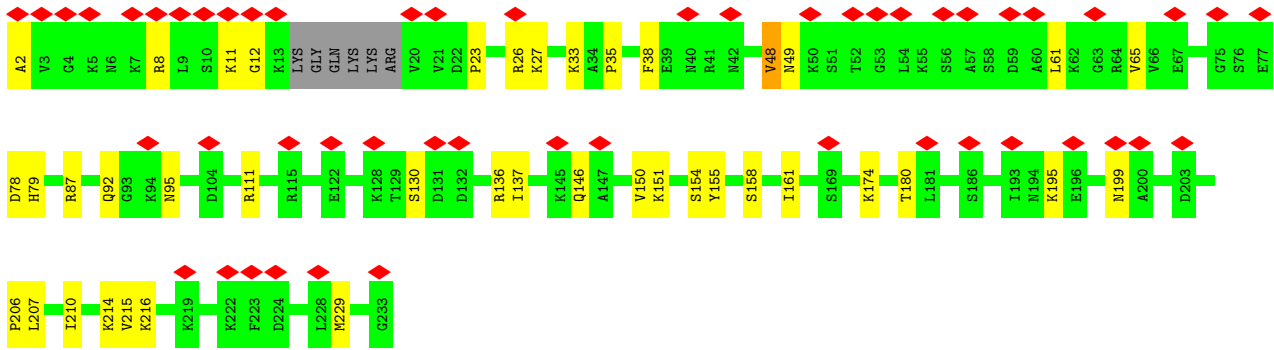 A2 V3 G4 K5 N6 K7 R8 L9 S10 K11 G12 K13 LYS GLY GLN LYS LYS ARG V20 V21 D22 P23 R26 K27 K33 A34 P35 F38 E39 N40 R41 N42 V48 N49 K50 S51 T52 G53 L54 K55 S56 A57 S58 D59 A60 L61 K62 G63 R64 V65 V66 E67 G75 S76 E77
D78 H79 R87 Q92 G93 K94 N95 D104 R111 R115 E122 K128 T129 S130 D131 D132 R136 I137 K145 Q146 A147 V150 K151 S154 Y155 S158 I161 S169 K174 T180 L181 S186 I193 N194 K195 E196 N199 A200 D203
P206 L207 I210 K214 V215 K216 K219 K222 F223 D224 L228 M229 G233